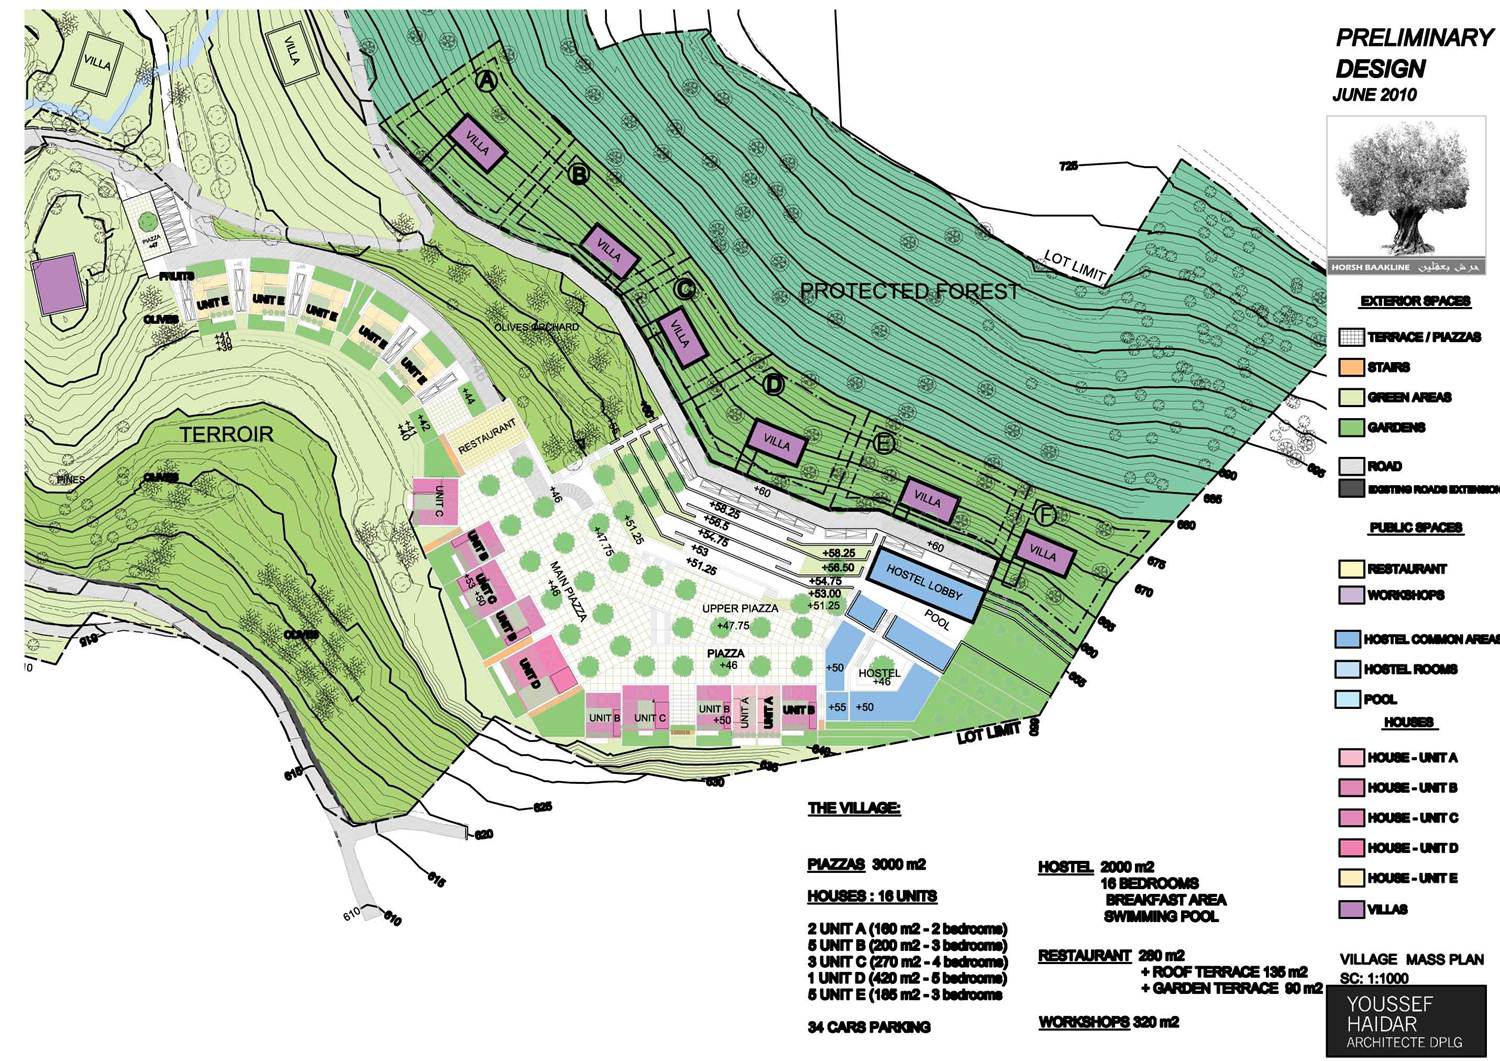 PRELIMINARY
DESIGN
JUNE 2010
HORSH BAAKLINE حرش بعقلين
EXTERIOR SPACES
TERRACE / PIAZZAS
STAIRS
GREEN AREAS
GARDENS
ROAD
EXISTING ROADS EXTENSION
PUBLIC SPACES
RESTAURANT
WORKSHOPS
HOSTEL COMMON AREAS
HOSTEL ROOMS
POOL
HOUSES
HOUSE - UNIT A
HOUSE - UNIT B
HOUSE - UNIT C
HOUSE - UNIT D
HOUSE - UNIT E
VILLAS
VILLAGE MASS PLAN
SC: 1:1000
YOUSSEF
HAIDAR
ARCHITECTE DPLG
VILLA
VILLA
A
VILLA
B
VILLA
C
VILLA
D
VILLA
E
VILLA
F
VILLA
725
LOT LIMIT
PROTECTED FOREST
PIAZZA
+47
FRUITS
OLIVES
UNIT E
UNIT E
UNIT E
UNIT E
UNIT E
+41
+40
+39
OLIVES ORCHARD
+46
+44
+42
+41
+40
+60
TERROIR
PINES
OLIVES
OLIVES
RESTAURANT
UNIT C
UNIT B
UNIT C
+53
+50
UNIT B
UNIT D
+46
+47.75
+51.25
MAIN PIAZZA
+46
+60
+58.25
+56.5
+54.75
+53
+51.25
+60
+58.25
+56.50
+54.75
+53.00
+51.25
HOSTEL LOBBY
POOL
UPPER PIAZZA
+47.75
PIAZZA
+46
HOSTEL
+46
+50
+55
+50
UNIT B
UNIT C
UNIT B
+50
UNIT A
UNIT A
UNIT B
LOT LIMIT
690
695
685
680
675
670
665
660
655
650
640
635
630
625
620
615
615
615
610
610
THE VILLAGE:
PIAZZAS 3000 m2
HOUSES : 16 UNITS
2 UNIT A (160 m2 - 2 bedrooms)
5 UNIT B (200 m2 - 3 bedrooms)
3 UNIT C (270 m2 - 4 bedrooms)
1 UNIT D (420 m2 - 5 bedrooms)
5 UNIT E (185 m2 - 3 bedrooms
34 CARS PARKING
HOSTEL 2000 m2
16 BEDROOMS
BREAKFAST AREA
SWIMMING POOL
RESTAURANT 280 m2
+ ROOF TERRACE 135 m2
+ GARDEN TERRACE 90 m2
WORKSHOPS 320 m2